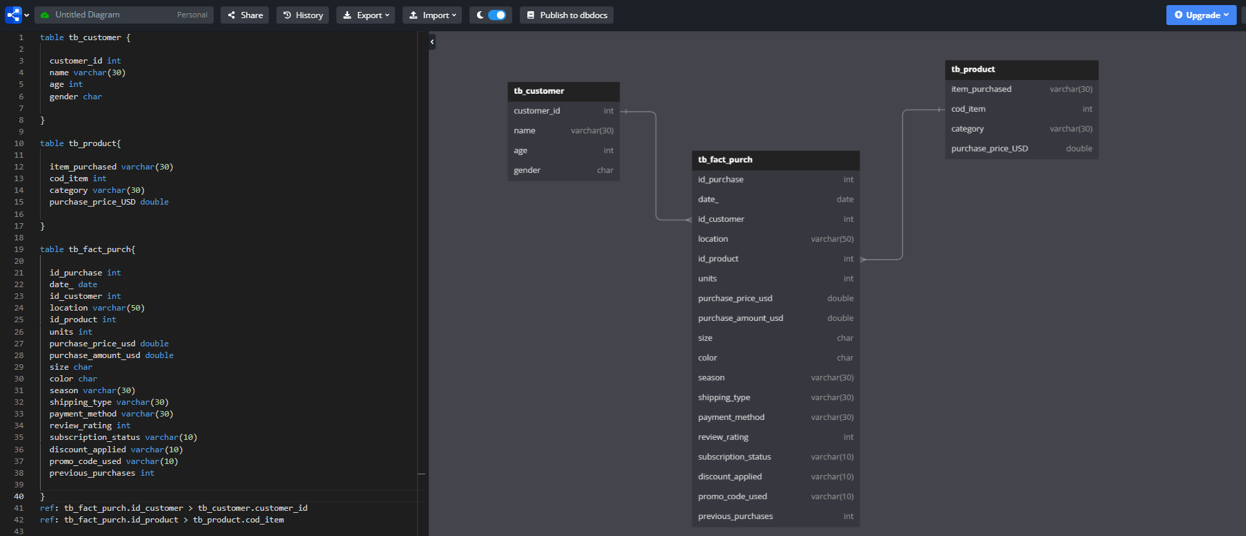 Untitled Diagram Personal Share History Export Import Publish to dbdocs Upgrade
1 table tb_customer {
2
3 customer_id int
4 name varchar(30)
5 age int
6 gender char
7
8 }
9
10 table tb_product{
11
12 item_purchased varchar(30)
13 cod_item int
14 category varchar(30)
15 purchase_price_USD double
16
17 }
18
19 table tb_fact_purch{
20
21 id_purchase int
22 date_ date
23 id_customer int
24 location varchar(50)
25 id_product int
26 units int
27 purchase_price_usd double
28 purchase_amount_usd double
29 size char
30 color char
31 season varchar(30)
32 shipping_type varchar(30)
33 payment_method varchar(30)
34 review_rating int
35 subscription_status varchar(10)
36 discount_applied varchar(10)
37 promo_code_used varchar(10)
38 previous_purchases int
39
40 }
41 ref: tb_fact_purch.id_customer > tb_customer.customer_id
42 ref: tb_fact_purch.id_product > tb_product.cod_item
43
tb_customer
customer_id int
name varchar(30)
age int
gender char
tb_fact_purch
id_purchase int
date_ date
id_customer int
location varchar(50)
id_product int
units int
purchase_price_usd double
purchase_amount_usd double
size char
color char
season varchar(30)
shipping_type varchar(30)
payment_method varchar(30)
review_rating int
subscription_status varchar(10)
discount_applied varchar(10)
promo_code_used varchar(10)
previous_purchases int
tb_product
item_purchased varchar(30)
cod_item int
category varchar(30)
purchase_price_USD double